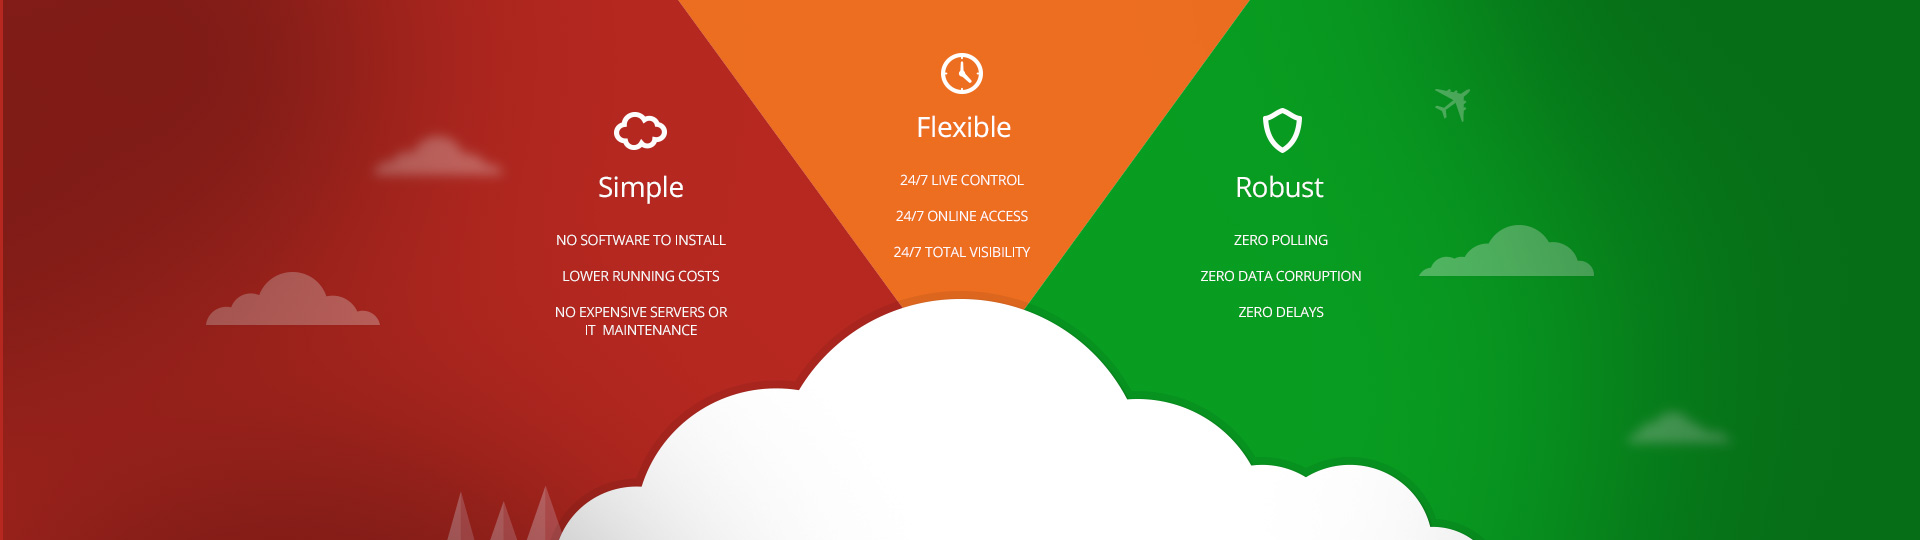 Simple
NO SOFTWARE TO INSTALL
LOWER RUNNING COSTS
NO EXPENSIVE SERVERS OR
IT MAINTENANCE
Flexible
24/7 LIVE CONTROL
24/7 ONLINE ACCESS
24/7 TOTAL VISIBILITY
Robust
ZERO POLLING
ZERO DATA CORRUPTION
ZERO DELAYS